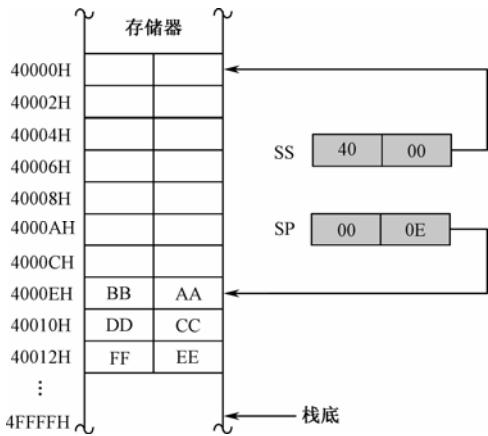 存储器
40000H
40002H
40004H
SS 40 00
40006H
40008H
4000AH
SP 00 0E
4000CH
4000EH BB AA
40010H DD CC
40012H FF EE
⋮
4FFFFH 栈底